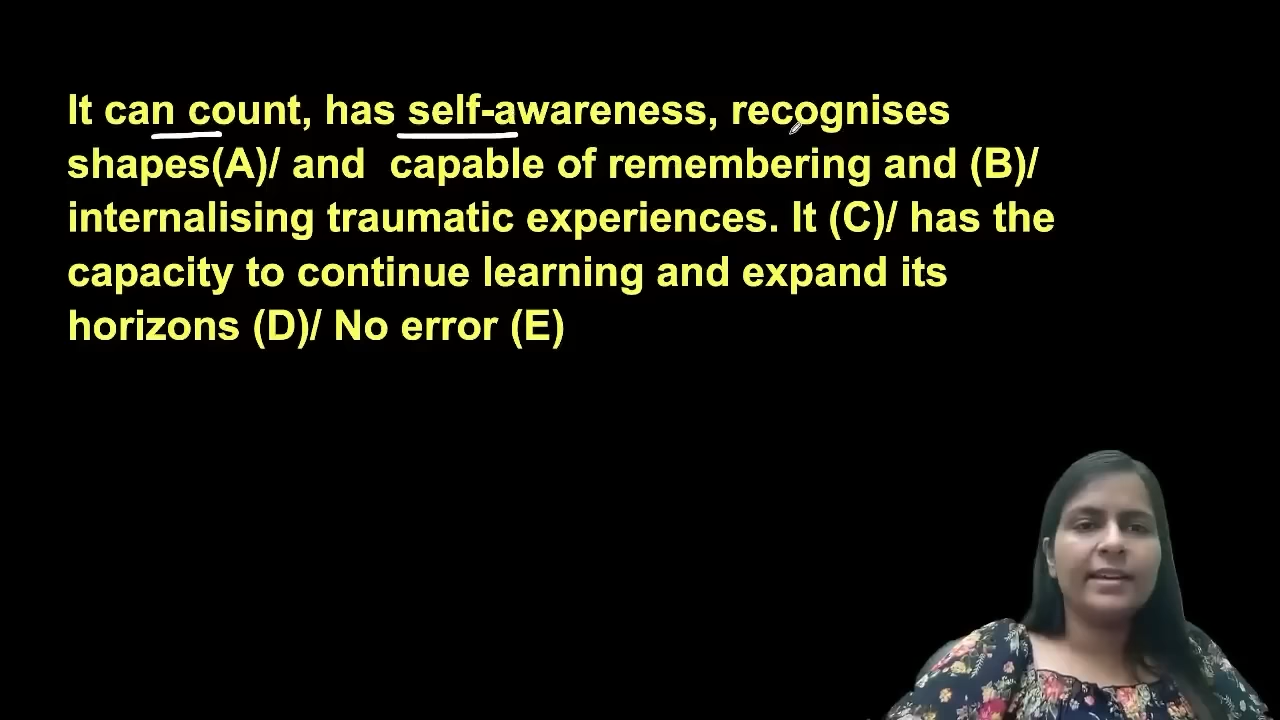 It can count, has self-awareness, recognises
shapes(A)/ and  capable of remembering and (B)/
internalising traumatic experiences. It (C)/ has the
capacity to continue learning and expand its
horizons (D)/ No error (E)